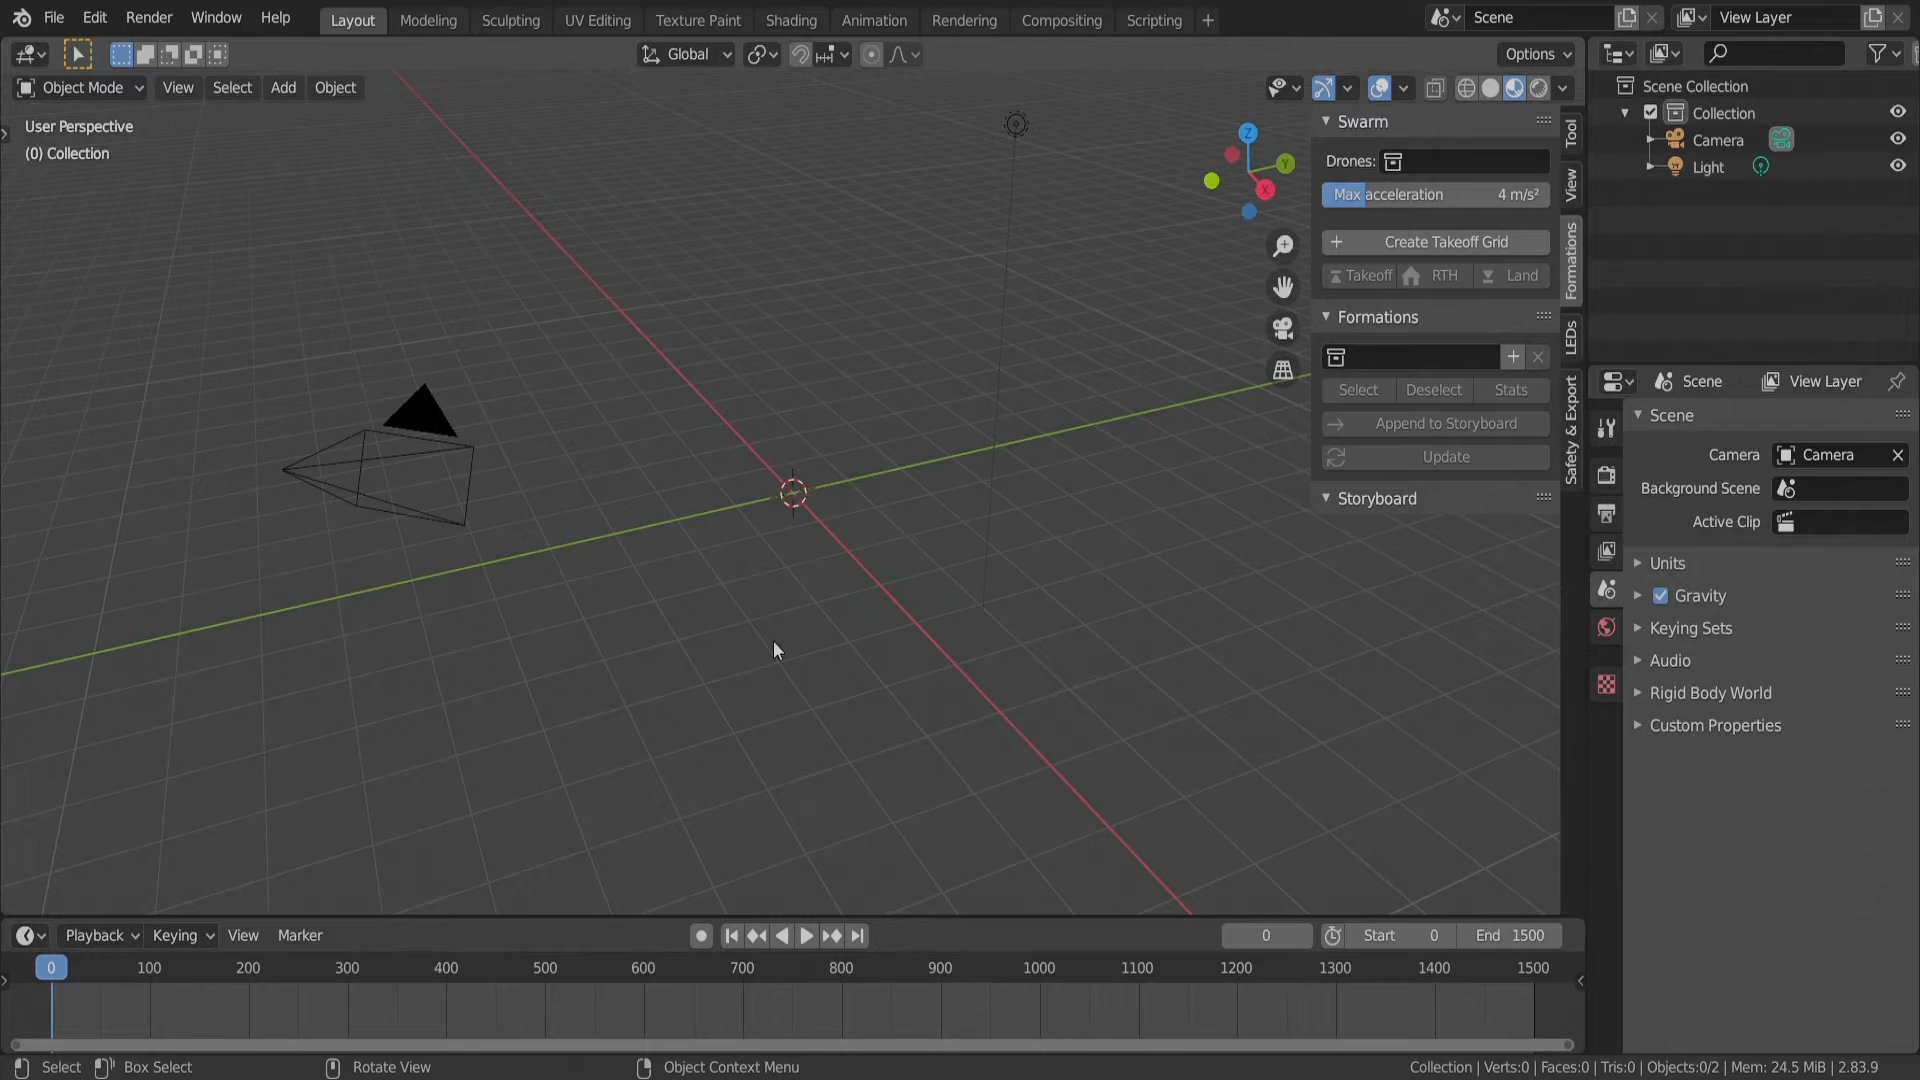 File Edit Render Window Help Layout Modeling Sculpting UV Editing Texture Paint Shading Animation Rendering Compositing Scripting + Scene View Layer
Global Options
Object Mode View Select Add Object
User Perspective
(0) Collection
Z
Y
X
Swarm
Drones:
Max acceleration 4 m/s²
Create Takeoff Grid
Takeoff RTH Land
Formations
Select Deselect Stats
Append to Storyboard
Update
Storyboard
Tool
View
Formations
LEDs
Safety & Export
Scene Collection
Collection
Camera
Light
Scene View Layer
Scene
Camera Camera
Background Scene
Active Clip
Units
Gravity
Keying Sets
Audio
Rigid Body World
Custom Properties
Playback Keying View Marker 0 Start 0 End 1500
0 100 200 300 400 500 600 700 800 900 1000 1100 1200 1300 1400 1500
Select Box Select Rotate View Object Context Menu Collection | Verts:0 | Faces:0 | Tris:0 | Objects:0/2 | Mem: 24.5 MiB | 2.83.9